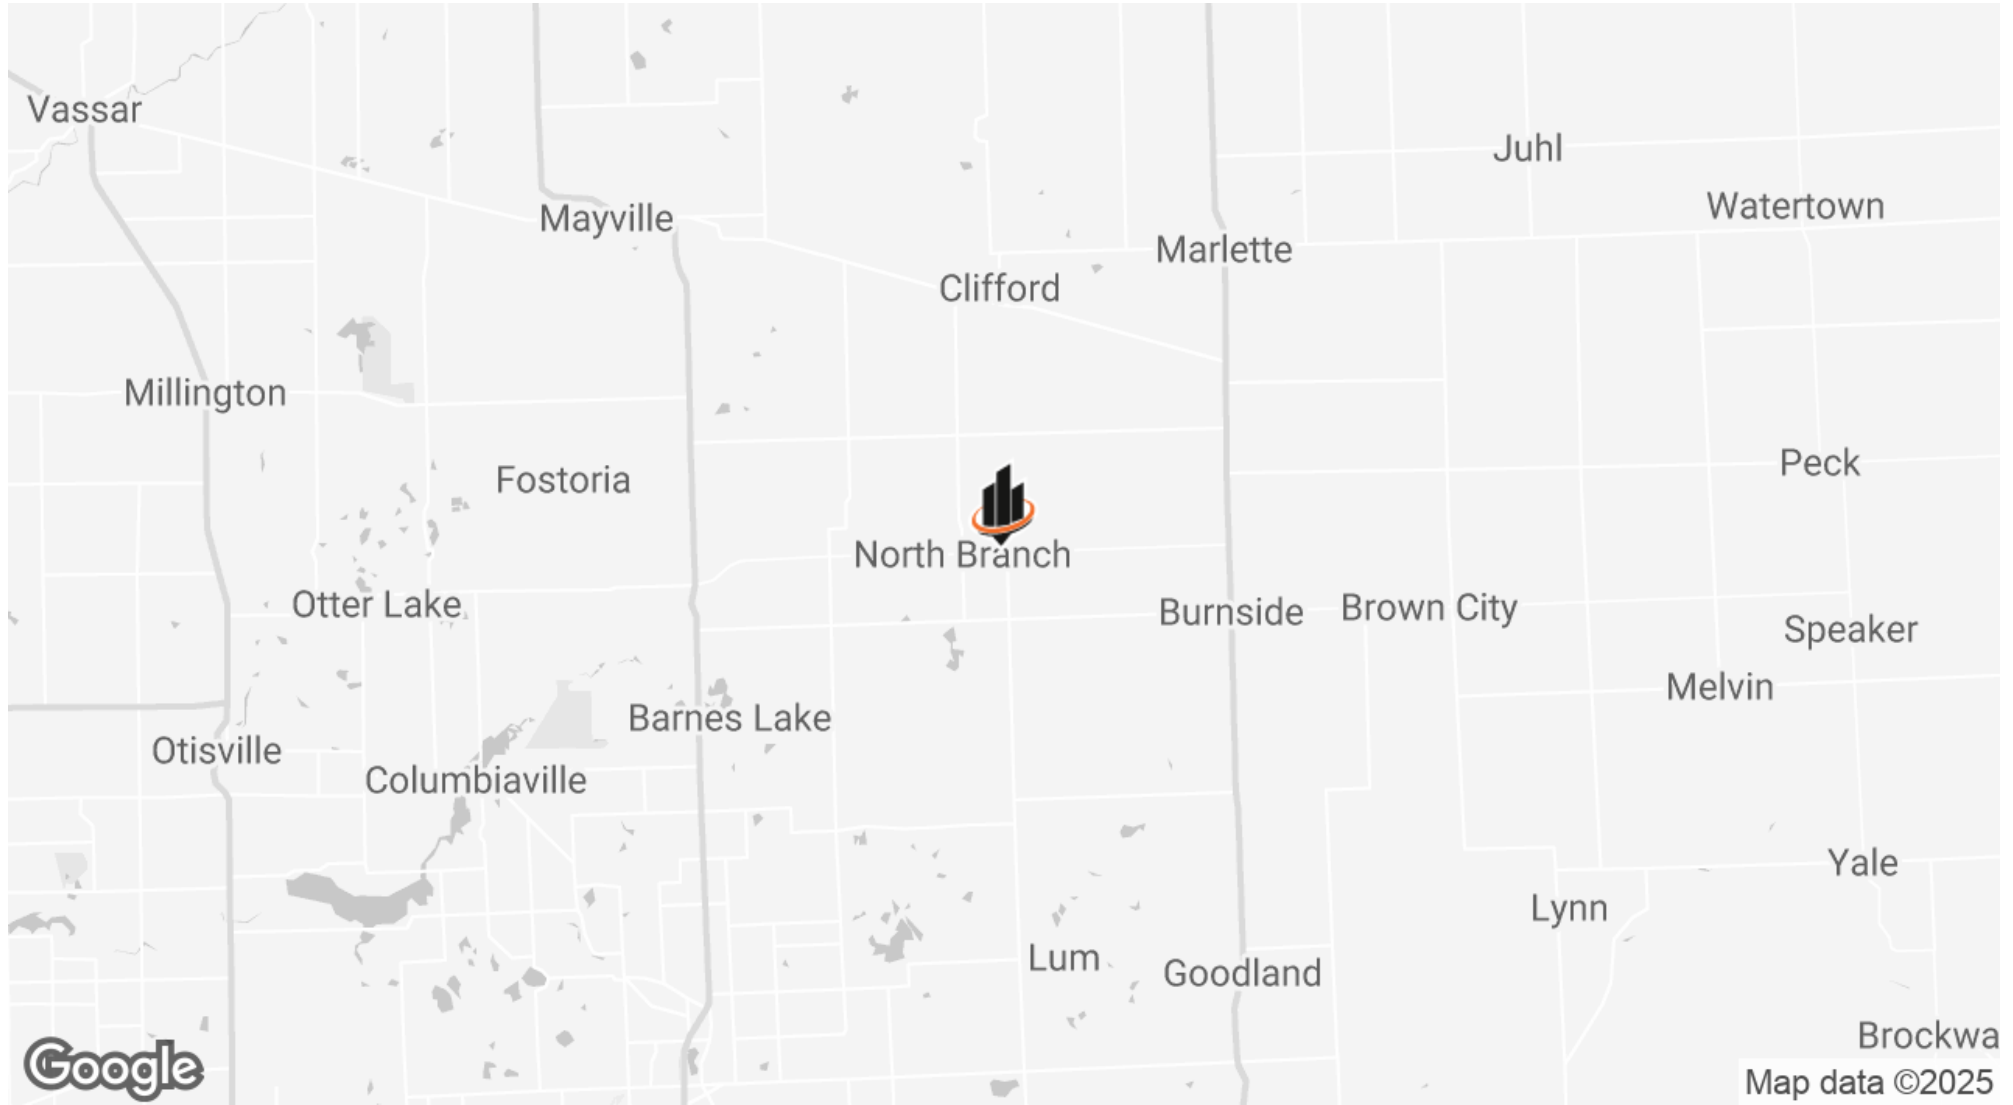 Vassar
Juhl
Watertown
Mayville
Marlette
Clifford
Millington
Peck
Fostoria
North Branch
Otter Lake
Burnside
Brown City
Speaker
Melvin
Barnes Lake
Otisville
Columbiaville
Yale
Lynn
Lum
Goodland
Brockwa
Google
Map data ©2025